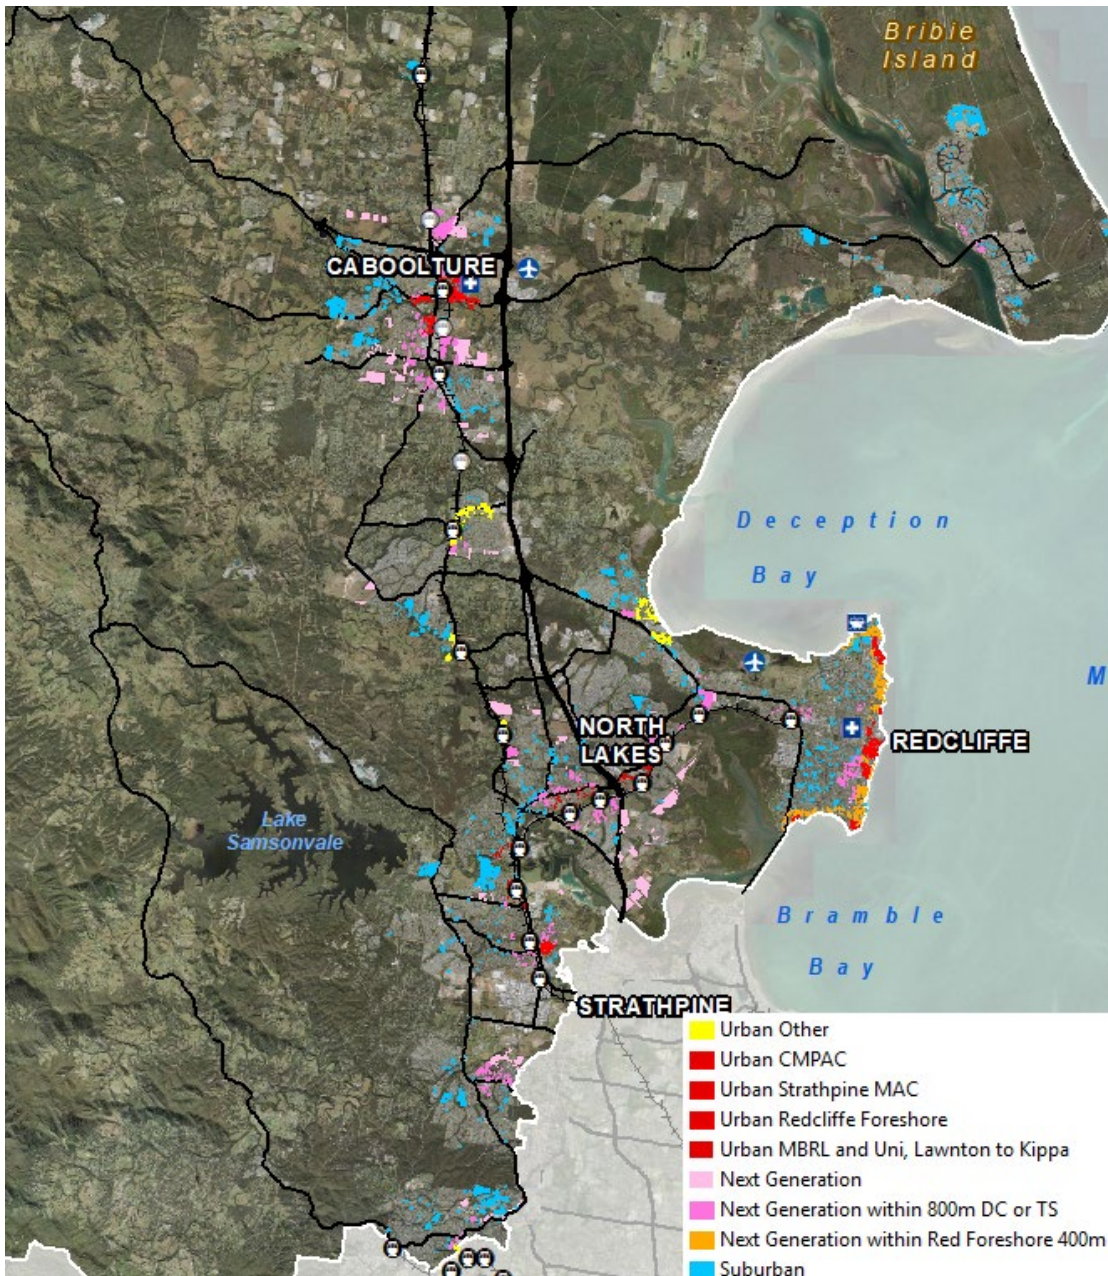 Bribie
Island
CABOOLTURE
Deception
Bay
M
NORTH
LAKES
REDCLIFFE
Lake
Samsonvale
Bramble
Bay
STRATHPINE
Urban Other
Urban CMPAC
Urban Strathpine MAC
Urban Redcliffe Foreshore
Urban MBRL and Uni, Lawnton to Kippa
Next Generation
Next Generation within 800m DC or TS
Next Generation within Red Foreshore 400m
Suburban